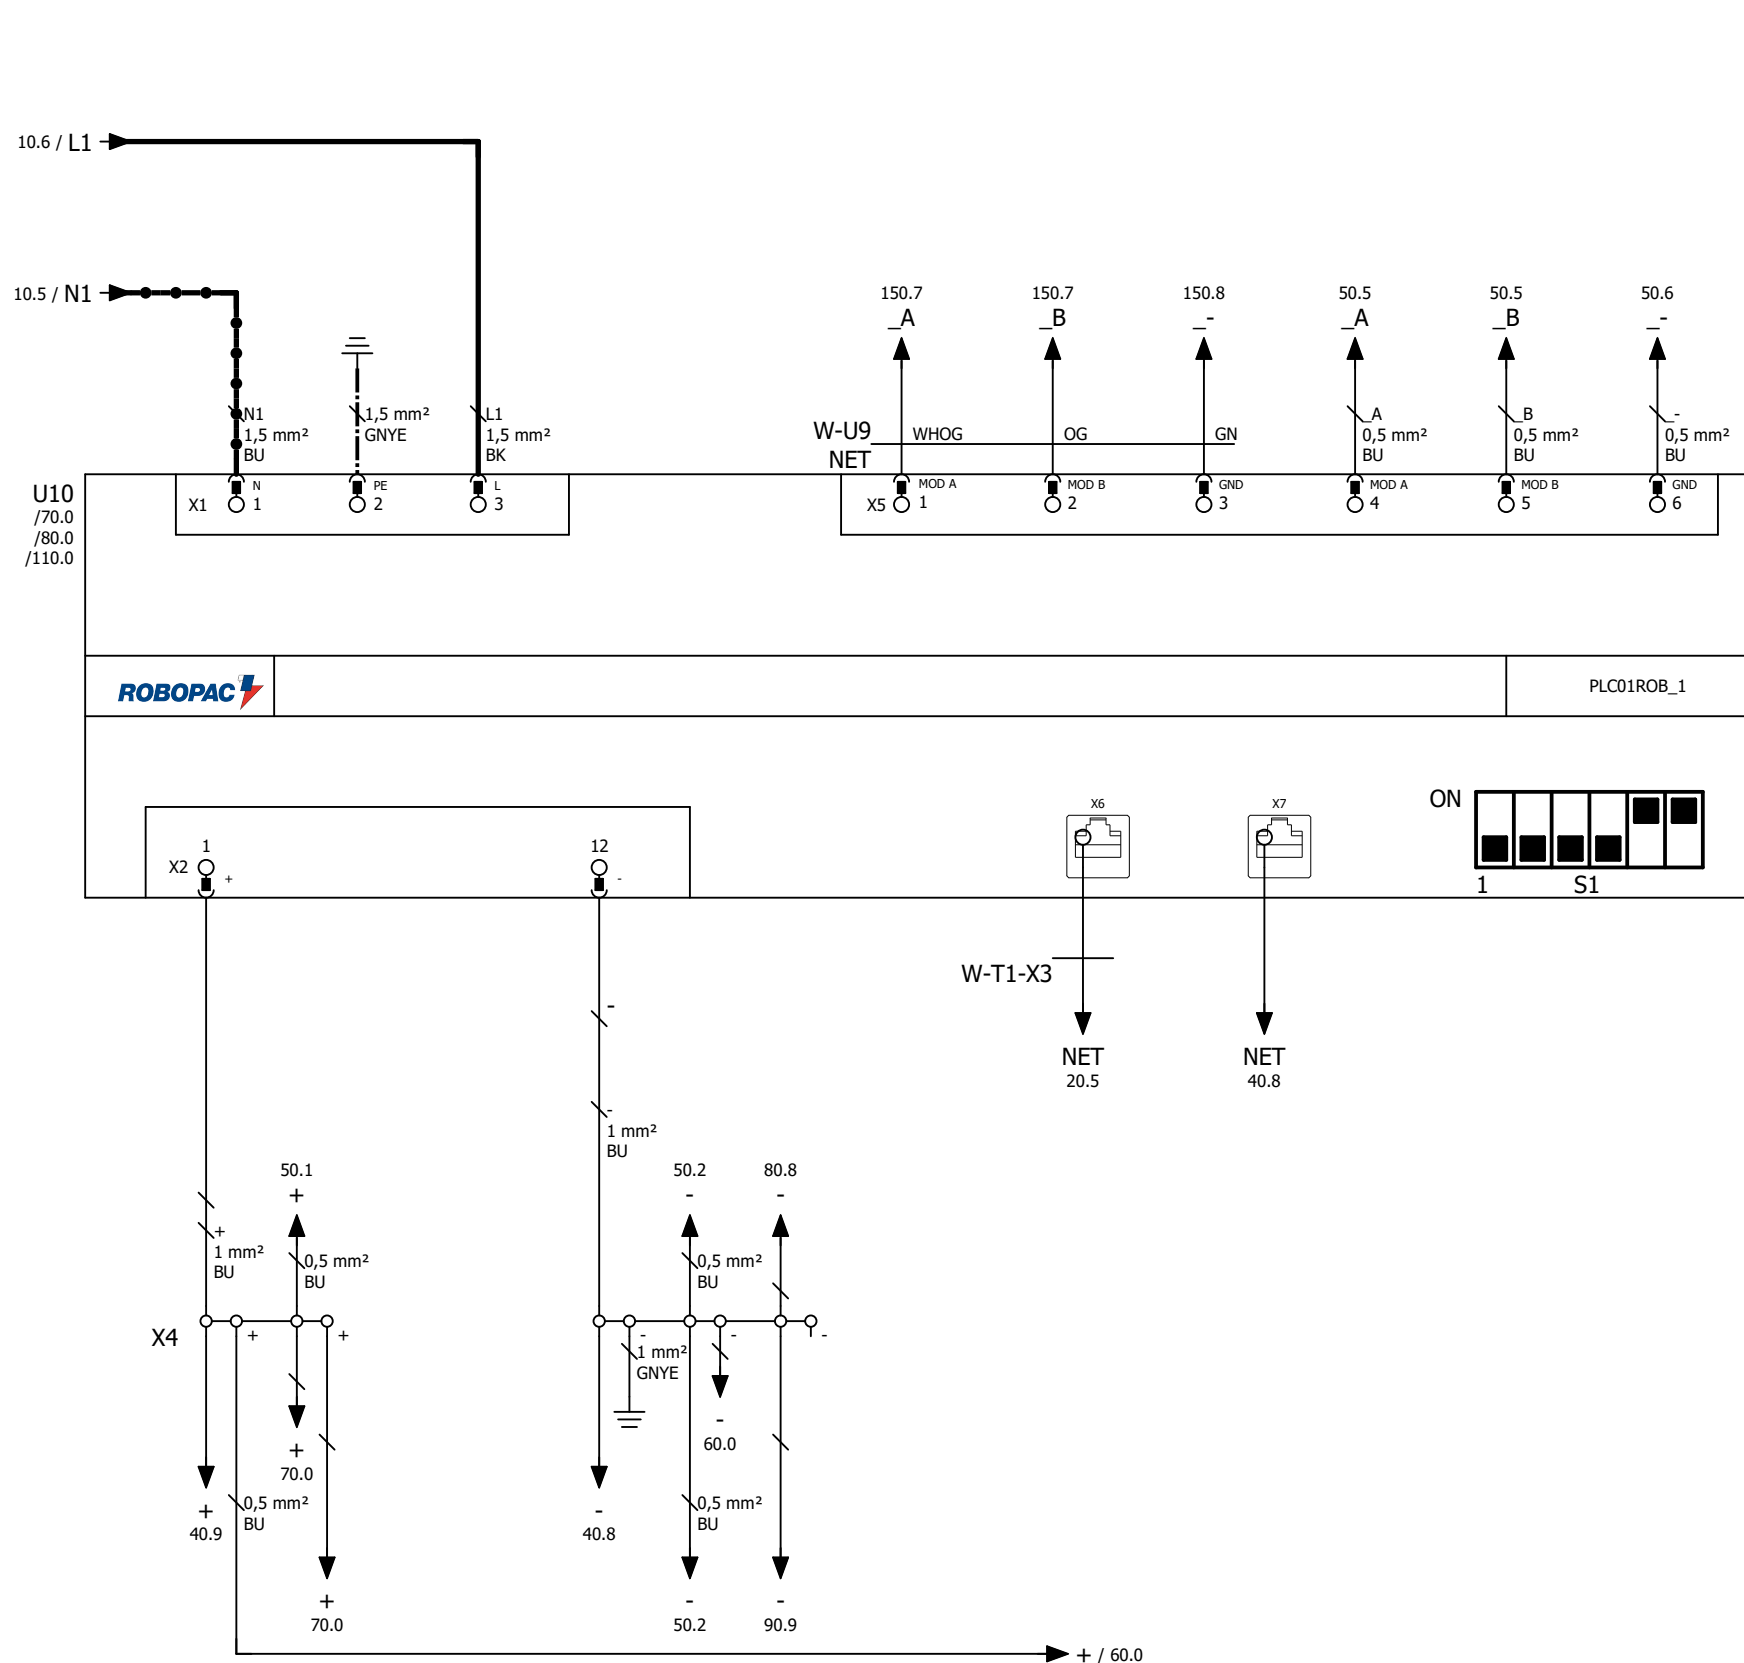 10.6 / L1
10.5 / N1
150.7
150.7
150.8
50.5
50.5
50.6
_A
_B
_-
_A
_B
_-
N1
1,5 mm²
BU
1,5 mm²
GNYE
L1
1,5 mm²
BK
W-U9
NET
WHOG
OG
GN
_A
0,5 mm²
BU
_B
0,5 mm²
BU
_-
0,5 mm²
BU
U10
/70.0
/80.0
/110.0
X1
N
1
PE
2
L
3
X5
MOD A
1
MOD B
2
GND
3
MOD A
4
MOD B
5
GND
6
ROBOPAC
PLC01ROB_1
X2
1
+
12
-
X6
X7
ON
1
S1
W-T1-X3
NET
20.5
NET
40.8
-
-
1 mm²
BU
50.1
+
50.2
-
80.8
-
+
1 mm²
BU
0,5 mm²
BU
0,5 mm²
BU
X4
+
+
-
1 mm²
GNYE
-
-
-
60.0
+
70.0
+
40.9
0,5 mm²
BU
-
40.8
0,5 mm²
BU
+
70.0
-
50.2
-
90.9
+ / 60.0